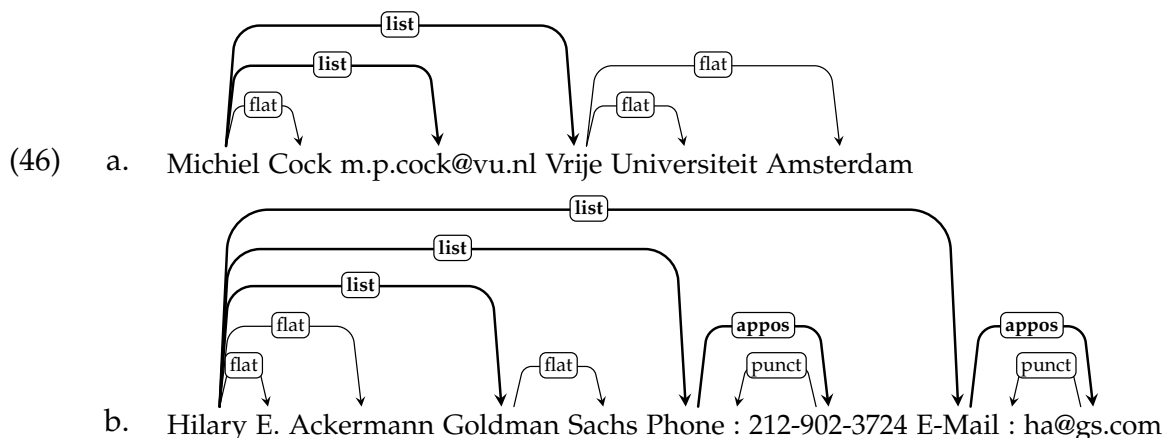 list
list
flat
flat
flat
(46) a. Michiel Cock m.p.cock@vu.nl Vrije Universiteit Amsterdam
list
list
list
flat
appos
appos
flat
flat
punct
punct
b. Hilary E. Ackermann Goldman Sachs Phone : 212-902-3724 E-Mail : ha@gs.com